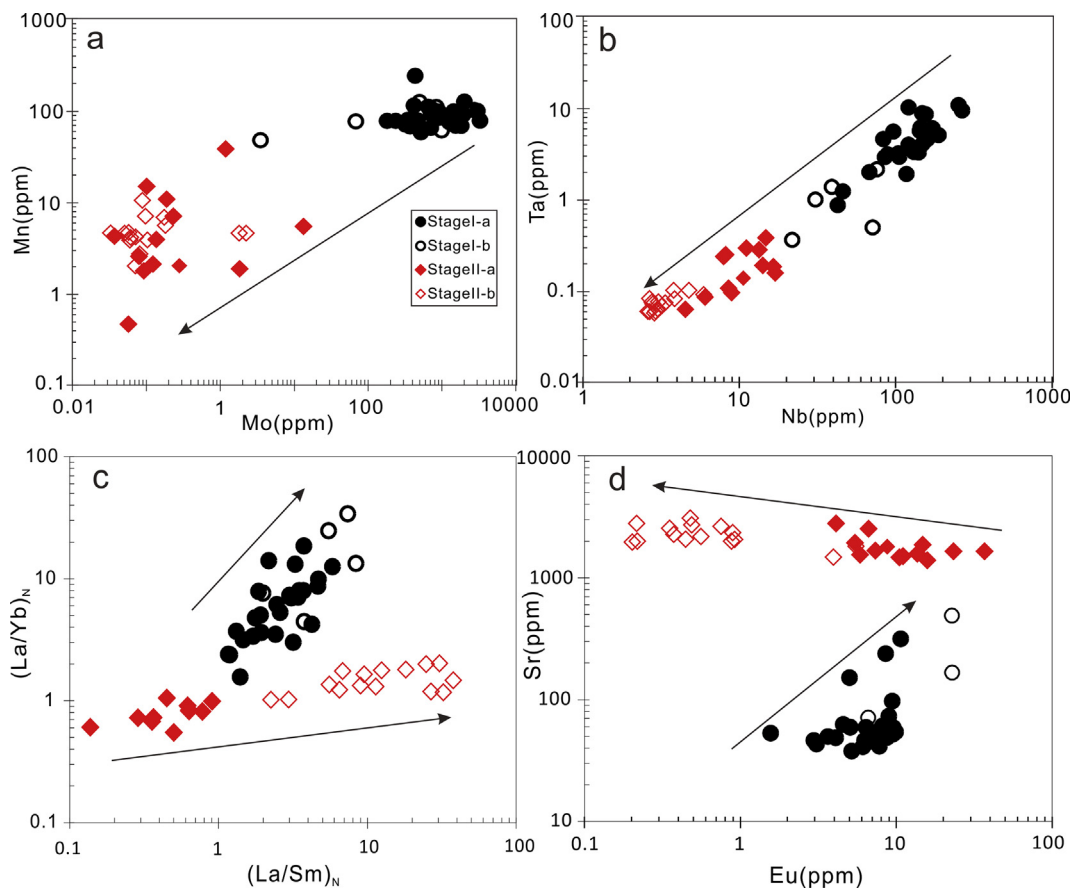 a
1000
100
10
1
0.1
Mn(ppm)
0.01
1
100
10000
Mo(ppm)
StageI-a
StageI-b
StageII-a
StageII-b
b
100
10
1
0.1
0.01
Ta(ppm)
1
10
100
1000
Nb(ppm)
c
100
10
1
0.1
(La/Yb)N
0.1
1
10
100
(La/Sm)N
d
10000
1000
100
10
Sr(ppm)
0.1
1
10
100
Eu(ppm)